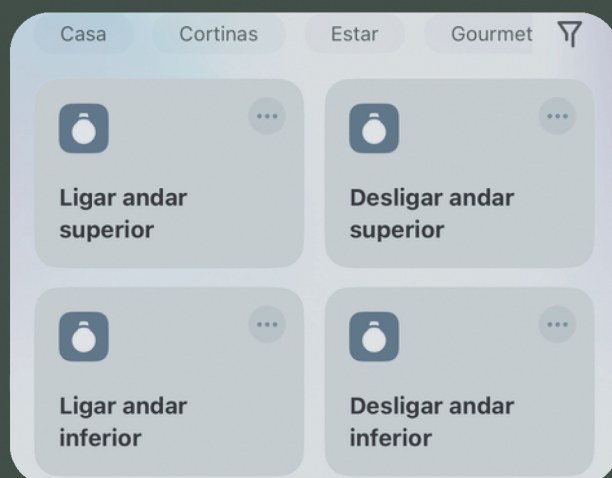 Casa Cortinas Estar Gourmet
Ligar andar
superior
Desligar andar
superior
Ligar andar
inferior
Desligar andar
inferior